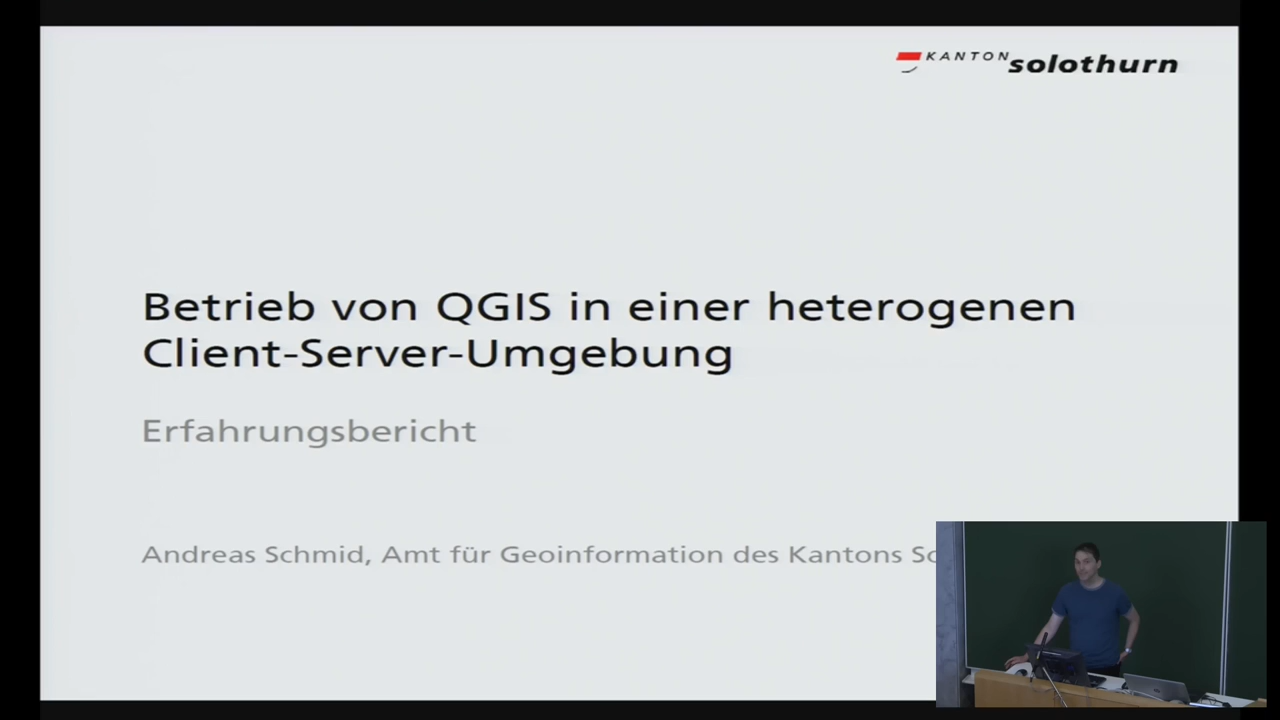 KANTON solothurn
Betrieb von QGIS in einer heterogenen
Client-Server-Umgebung
Erfahrungsbericht
Andreas Schmid, Amt für Geoinformation des Kantons So